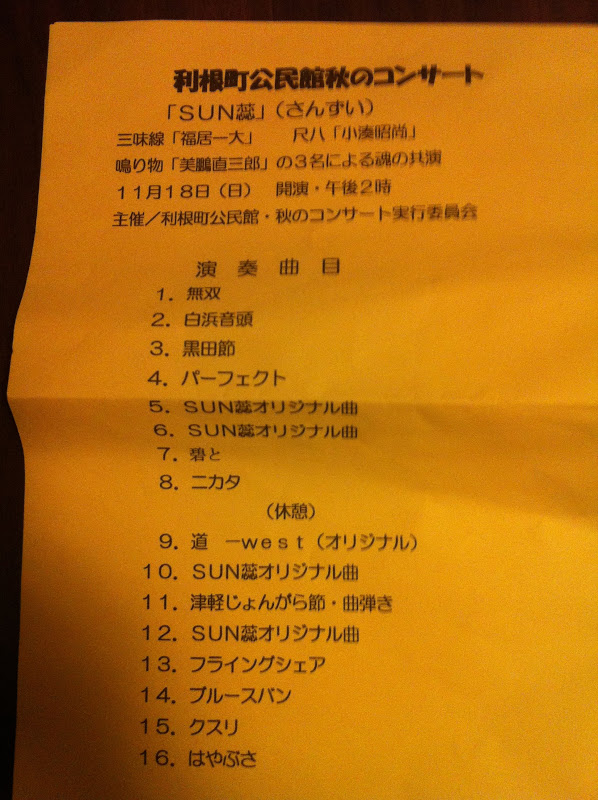 利根町公民館秋のコンサート
「ＳＵＮ蕊」（さんずい）
三味線「福居一大」　　尺八「小湊昭尚」
鳴り物「美鵬直三郎」の３名による魂の共演
１１月１８日（日）　開演・午後２時
主催／利根町公民館・秋のコンサート実行委員会
演　奏　曲　目
１．無双
２．白浜音頭
３．黒田節
４．パーフェクト
５．ＳＵＮ蕊オリジナル曲
６．ＳＵＮ蕊オリジナル曲
７．碧と
８．ニカタ
（休憩）
９．道　－ｗｅｓｔ（オリジナル）
１０．ＳＵＮ蕊オリジナル曲
１１．津軽じょんがら節・曲弾き
１２．ＳＵＮ蕊オリジナル曲
１３．フライングシェア
１４．ブルースバン
１５．クスリ
１６．はやぶさ